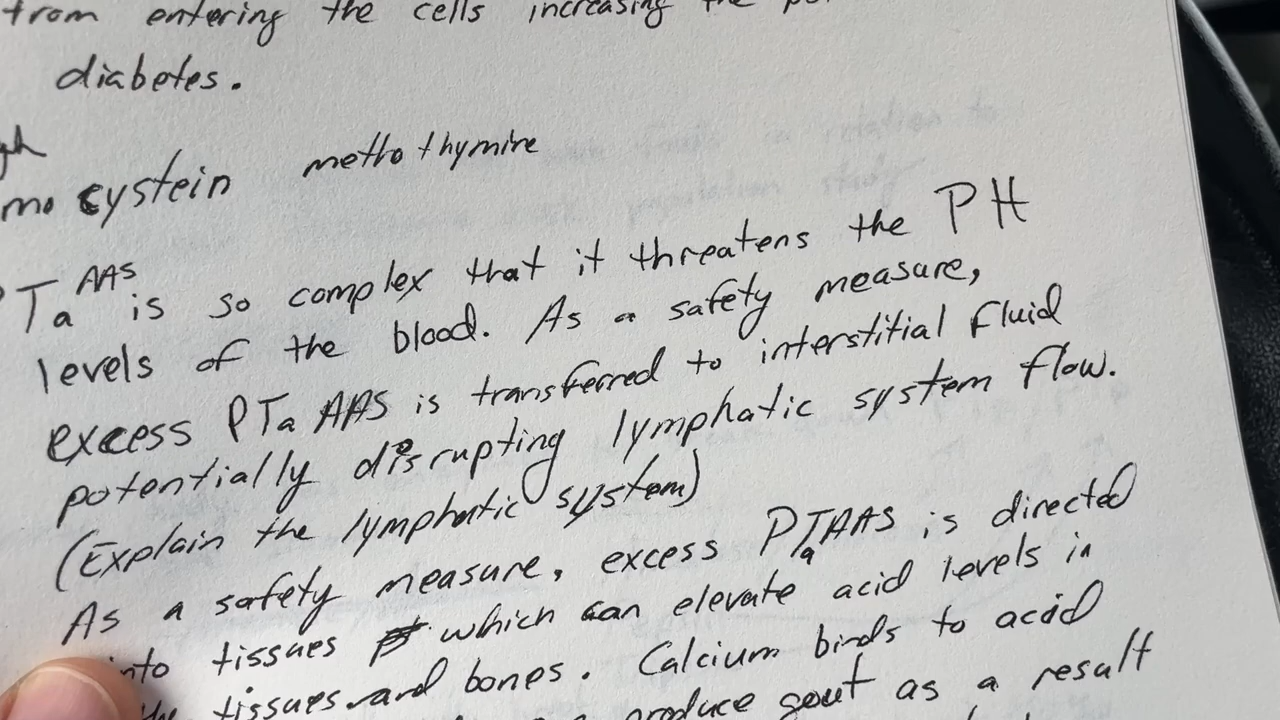 from entering the cells increasing the
diabetes.
mo cystein metto thymine
PTa AAS is so complex that it threatens the PH
levels of the blood. As a safety measure,
excess PTa AAS is transferred to interstitial fluid
potentially disrupting lymphatic system flow.
(Explain the lymphatic system)
As a safety measure, excess PTaAAS is directed
into tissues which can elevate acid levels in
the tissues and bones. Calcium binds to acid
produce gout as a result